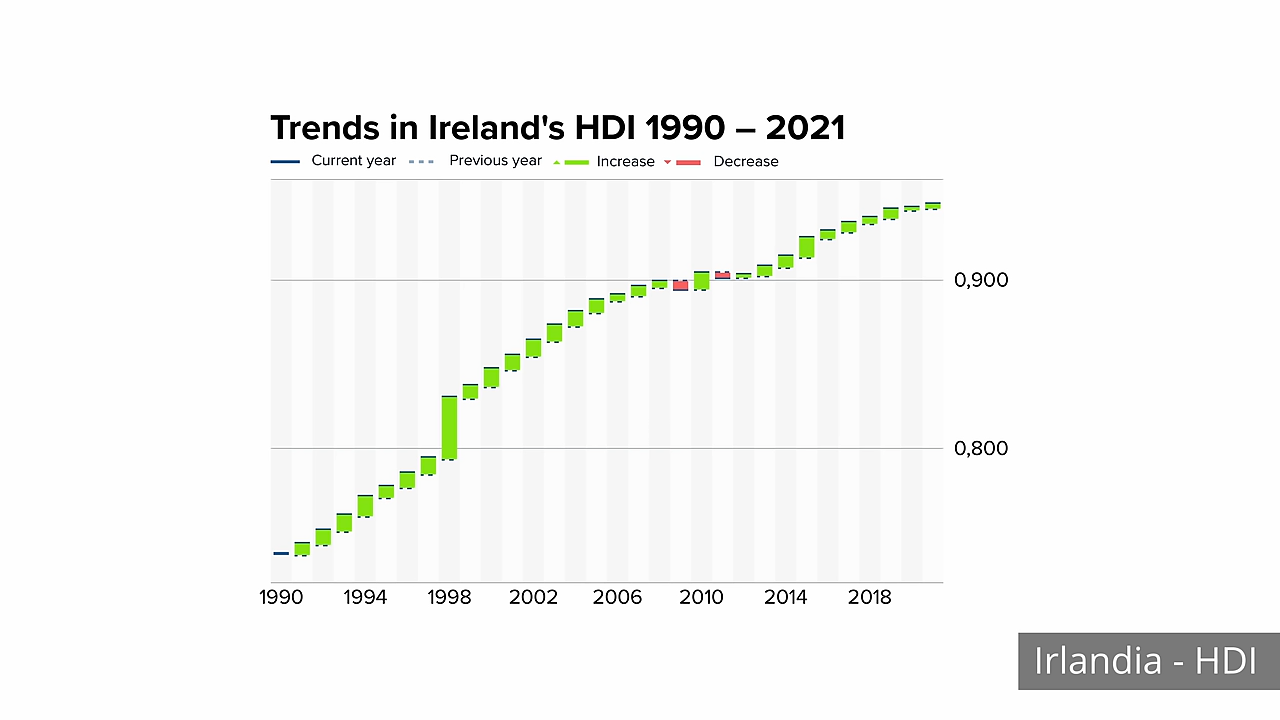 Trends in Ireland's HDI 1990 – 2021
Current year Previous year Increase Decrease
0,900
0,800
1990 1994 1998 2002 2006 2010 2014 2018
Irlandia - HDI